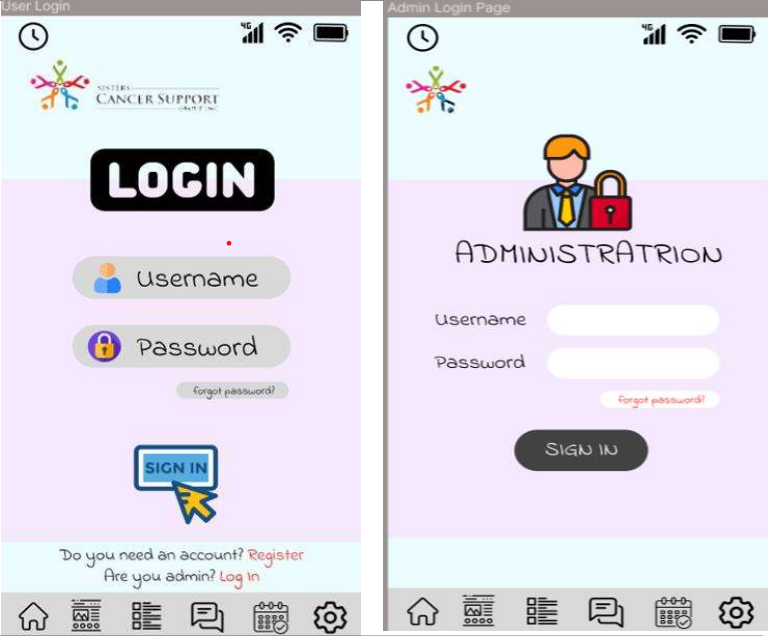 User Login
4G
SISTERS
CANCER SUPPORT
GROUP INC
LOGIN
Username
Password
forgot password?
SIGN IN
Do you need an account? Register
Are you admin? Log In
Admin Login Page
4G
ADMINISTRATRION
Username
Password
forgot password?
SIGN IN